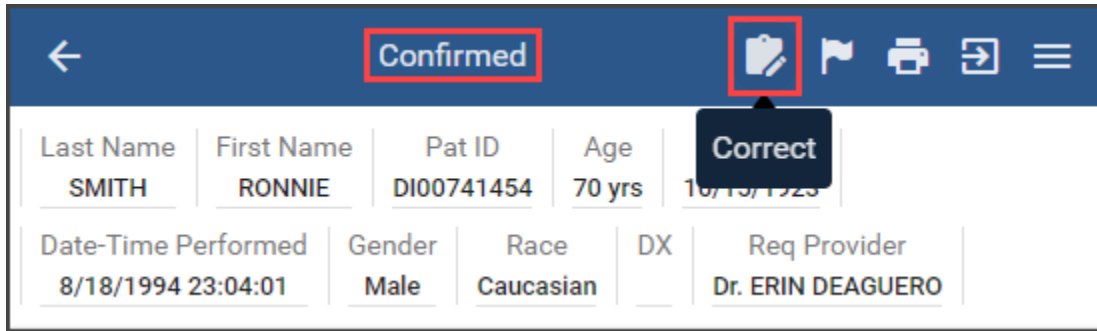 Confirmed
Correct
Last Name First Name Pat ID Age
SMITH RONNIE DI00741454 70 yrs
Date-Time Performed Gender Race DX Req Provider
8/18/1994 23:04:01 Male Caucasian Dr. ERIN DEAGUERO